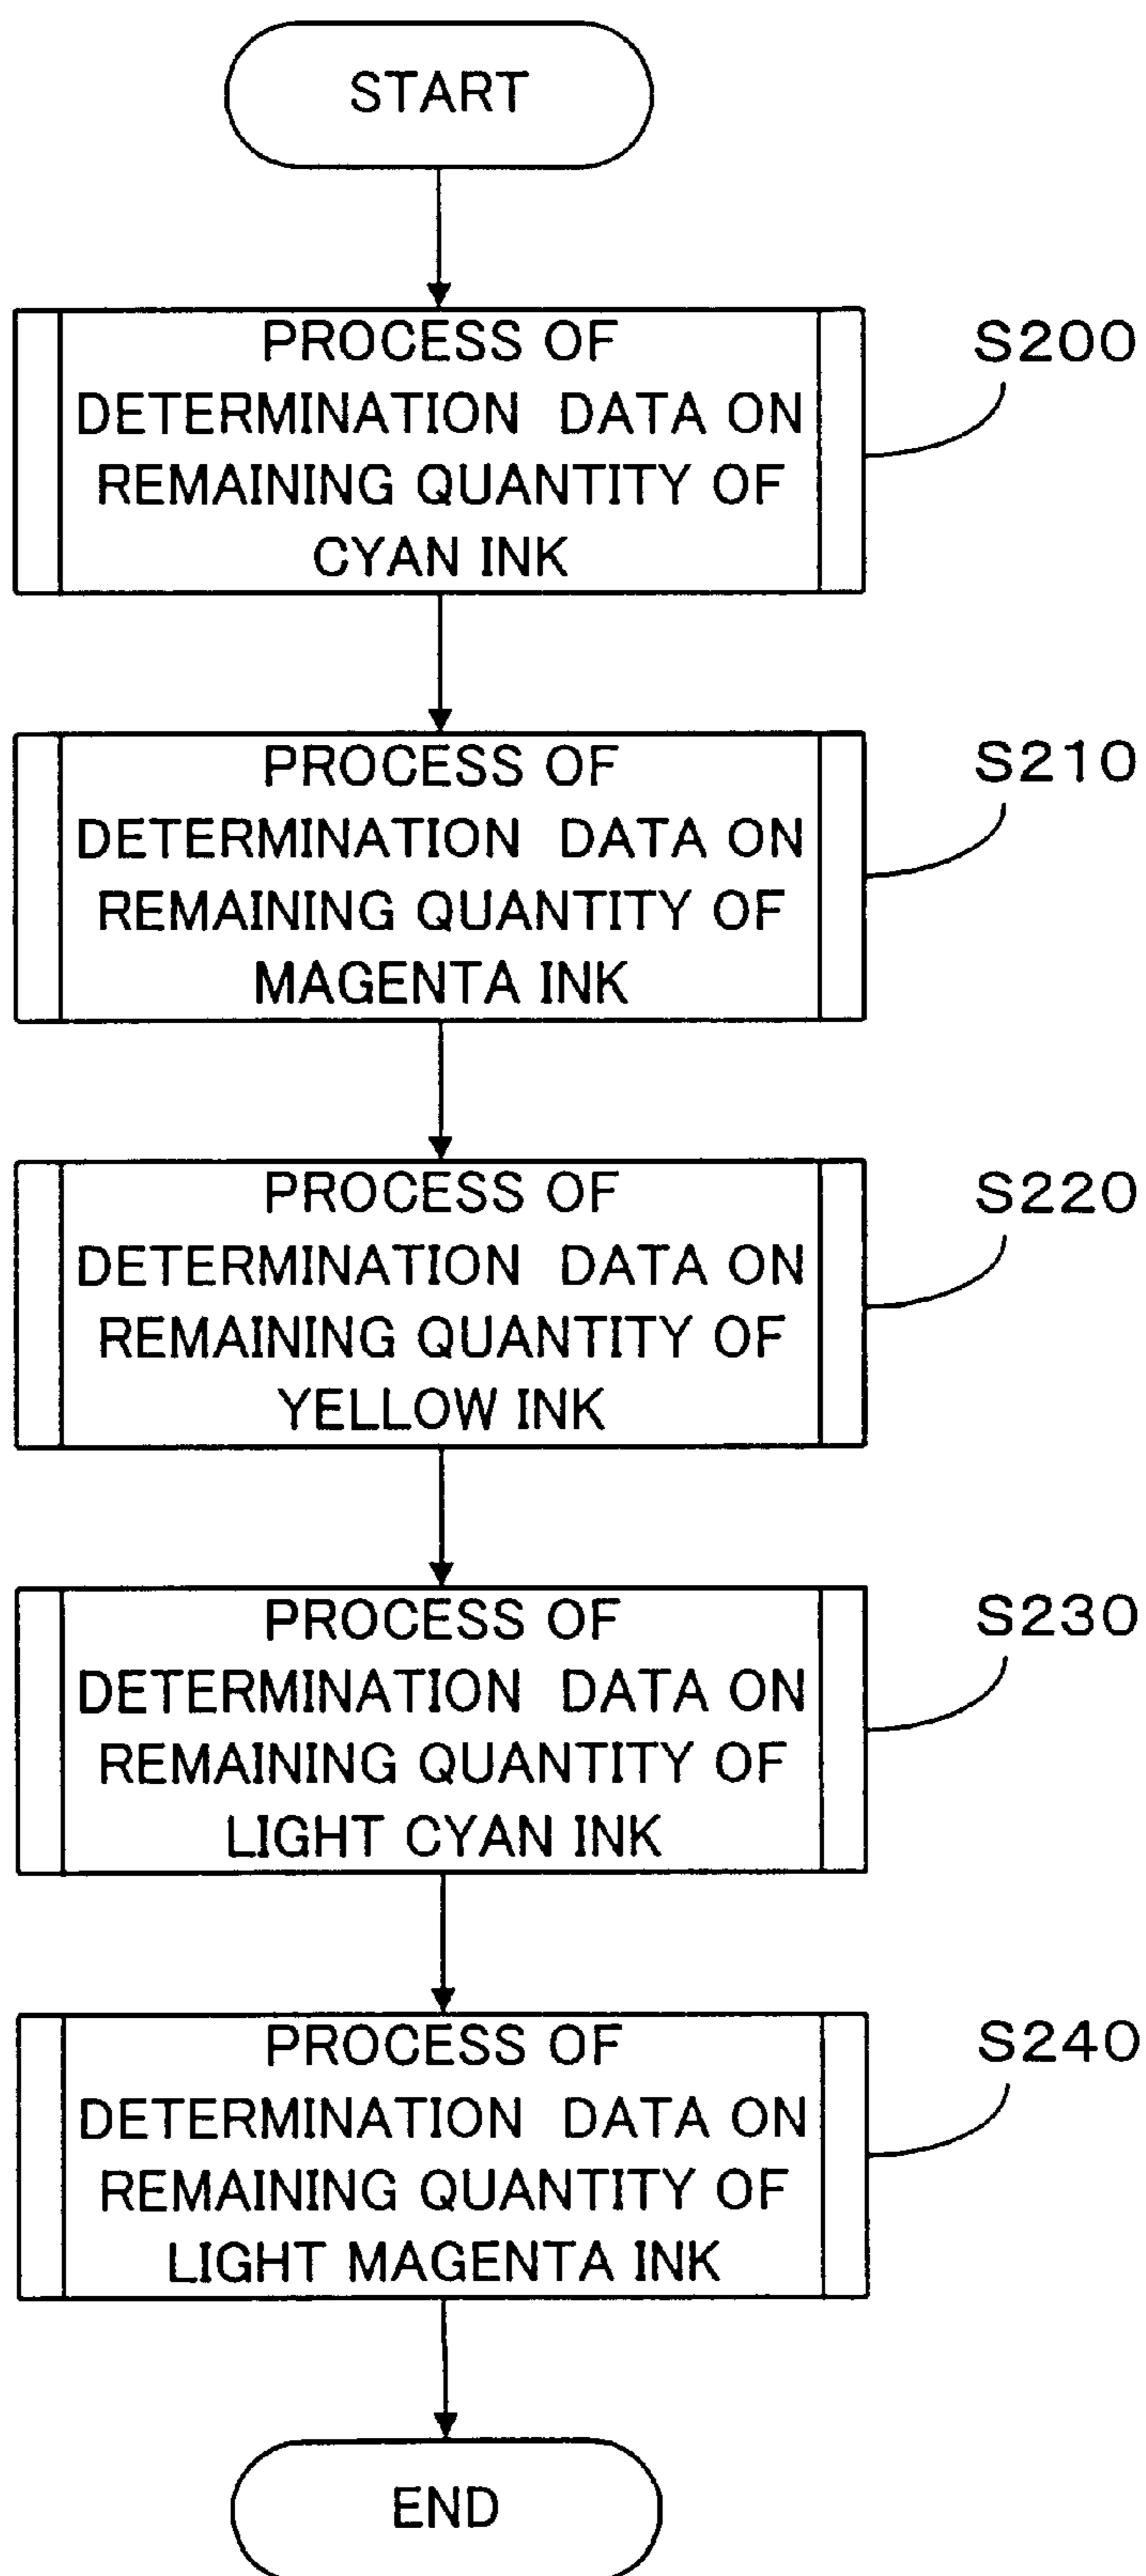 START
PROCESS OF
DETERMINATION DATA ON
REMAINING QUANTITY OF
CYAN INK
S200
PROCESS OF
DETERMINATION DATA ON
REMAINING QUANTITY OF
MAGENTA INK
S210
PROCESS OF
DETERMINATION DATA ON
REMAINING QUANTITY OF
YELLOW INK
S220
PROCESS OF
DETERMINATION DATA ON
REMAINING QUANTITY OF
LIGHT CYAN INK
S230
PROCESS OF
DETERMINATION DATA ON
REMAINING QUANTITY OF
LIGHT MAGENTA INK
S240
END